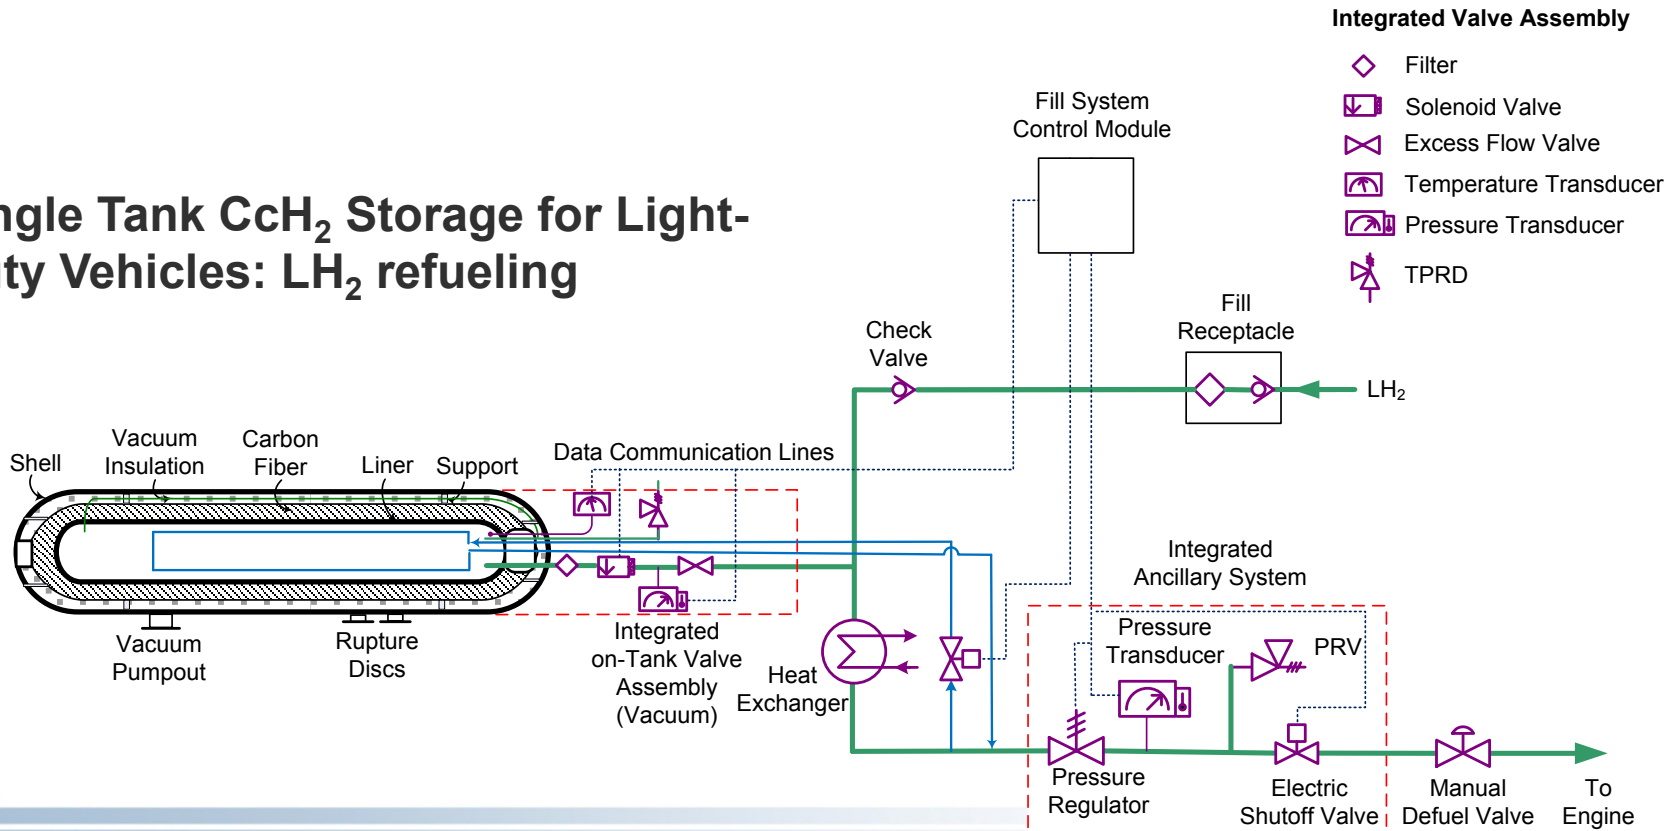 Integrated Valve Assembly
Filter
Solenoid Valve
Excess Flow Valve
Temperature Transducer
Pressure Transducer
TPRD
Fill System
Control Module
ngle Tank CcH₂ Storage for Light-
uty Vehicles: LH₂ refueling
Fill
Receptacle
Check
Valve
LH₂
Shell
Vacuum
Insulation
Carbon
Fiber
Liner
Support
Data Communication Lines
Vacuum
Pumpout
Rupture
Discs
Integrated
on-Tank Valve
Assembly
(Vacuum)
Heat
Exchanger
Integrated
Ancillary System
Pressure
Transducer
PRV
Pressure
Regulator
Electric
Shutoff Valve
Manual
Defuel Valve
To
Engine